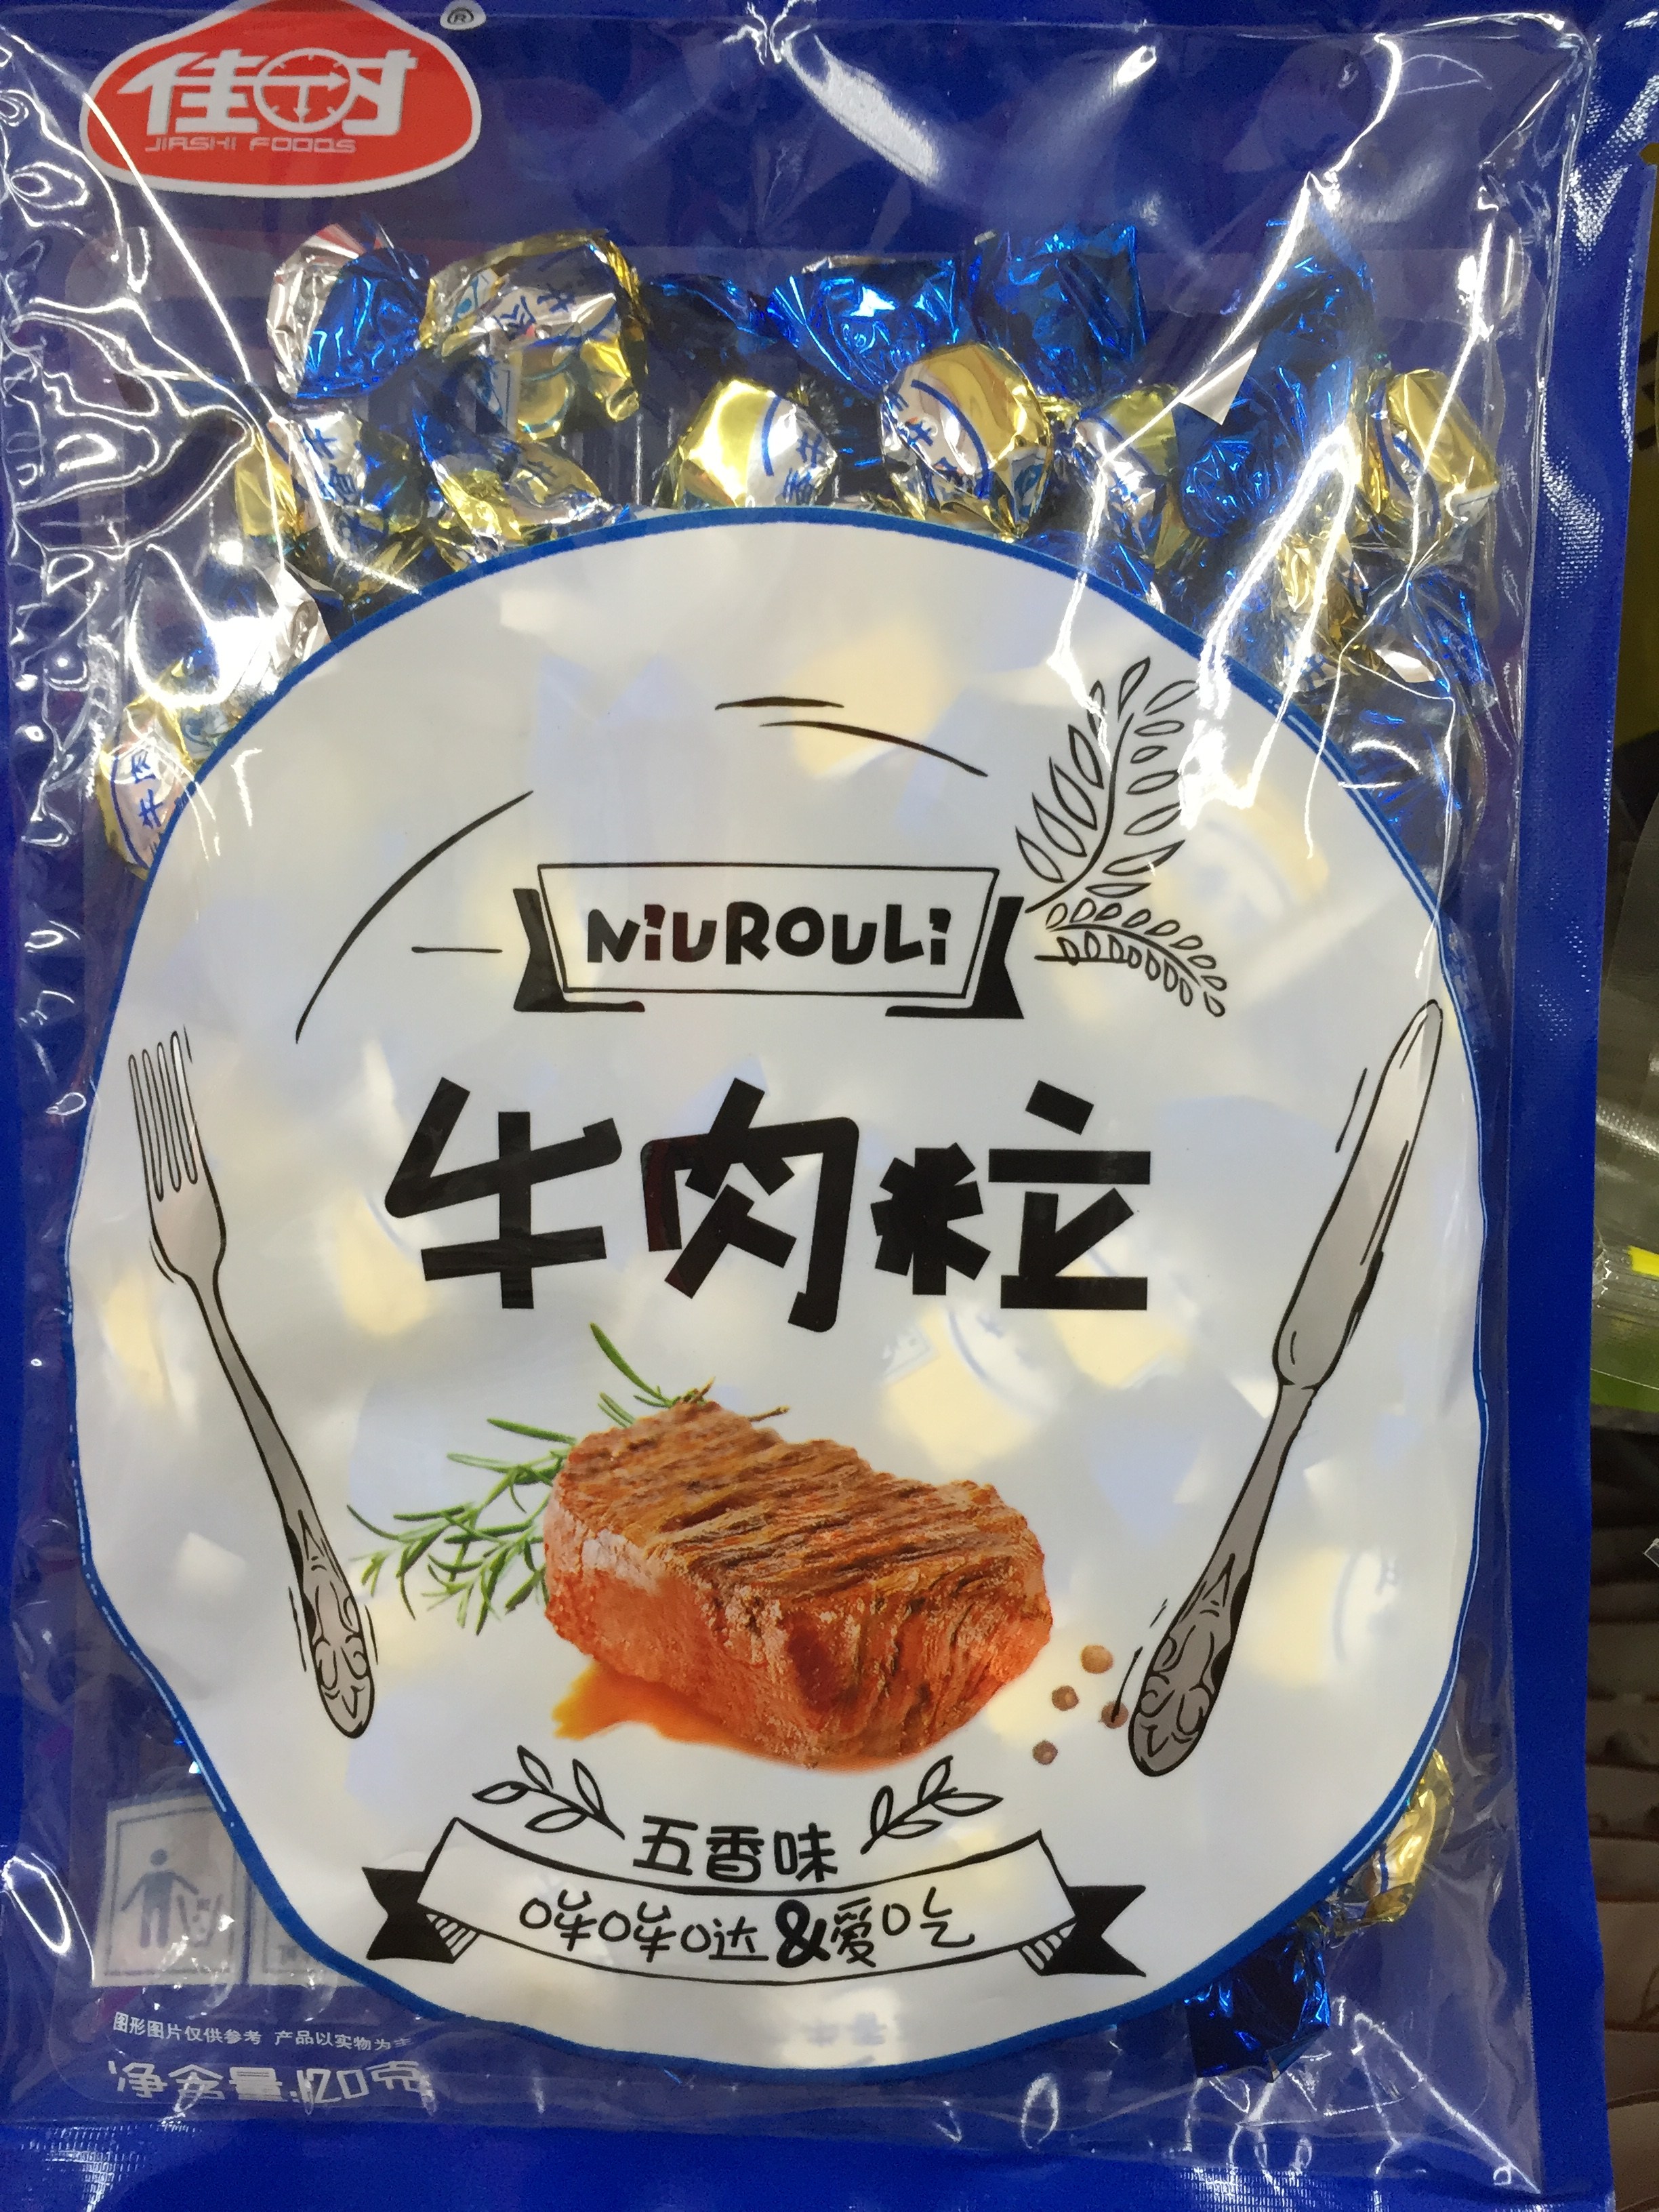 佳时
®
JIASHI FOODS
NIUROULI
牛肉粒
五香味
哞哞哒&爱吃
图形图片仅供参考 产品以实物为主
净含量:120克